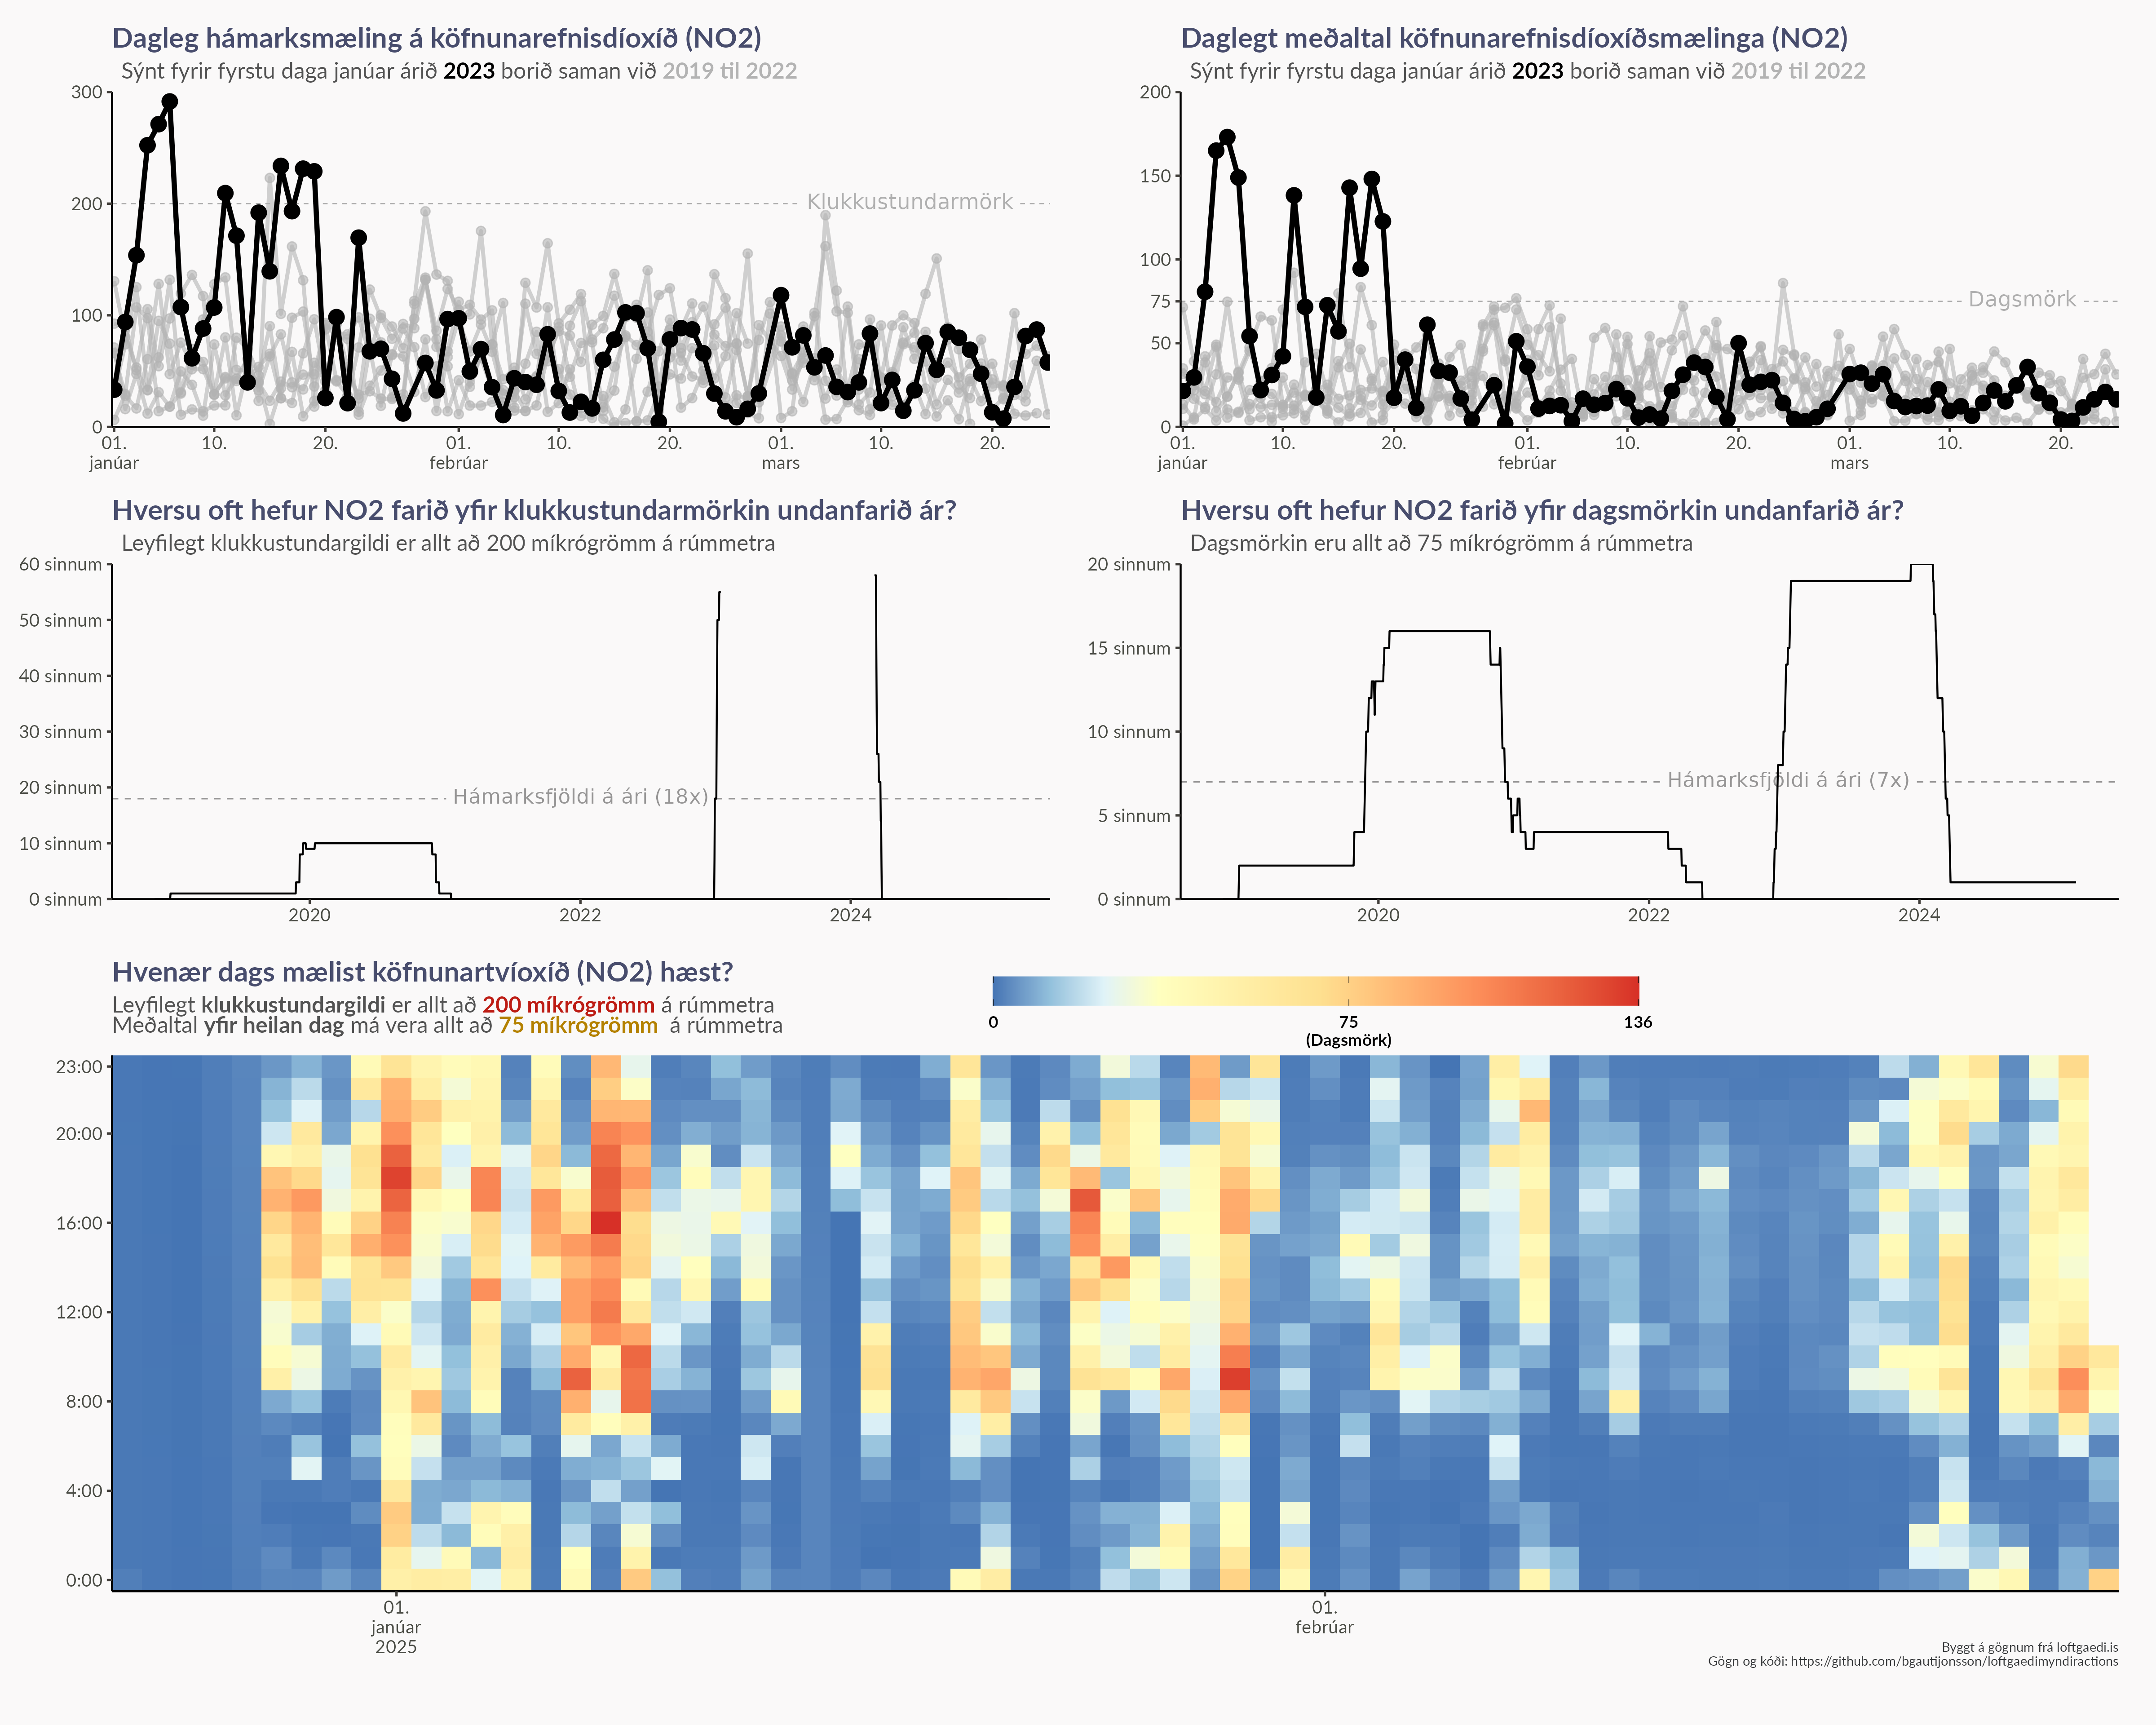 Dagleg hámarksmæling á köfnunarefnisdíoxíð (NO2)
Sýnt fyrir fyrstu daga janúar árið 2023 borið saman við 2019 til 2022
300
200
100
0
Klukkustundarmörk
01. 10. 20. 01. 10. 20. 01. 10. 20.
janúar febrúar mars
Daglegt meðaltal köfnunarefnisdíoxíðsmælinga (NO2)
Sýnt fyrir fyrstu daga janúar árið 2023 borið saman við 2019 til 2022
200
150
100
75
50
0
Dagsmörk
01. 10. 20. 01. 10. 20. 01. 10. 20.
janúar febrúar mars
Hversu oft hefur NO2 farið yfir klukkustundarmörkin undanfarið ár?
Leyfilegt klukkustundargildi er allt að 200 míkrógrömm á rúmmetra
60 sinnum
50 sinnum
40 sinnum
30 sinnum
20 sinnum
10 sinnum
0 sinnum
Hámarksfjöldi á ári (18x)
2020 2022 2024
Hversu oft hefur NO2 farið yfir dagsmörkin undanfarið ár?
Dagsmörkin eru allt að 75 míkrógrömm á rúmmetra
20 sinnum
15 sinnum
10 sinnum
5 sinnum
0 sinnum
Hámarksfjöldi á ári (7x)
2020 2022 2024
Hvenær dags mælist köfnunartvíoxíð (NO2) hæst?
Leyfilegt klukkustundargildi er allt að 200 míkrógrömm á rúmmetra
Meðaltal yfir heilan dag má vera allt að 75 míkrógrömm á rúmmetra
0 75 136
(Dagsmörk)
23:00
20:00
16:00
12:00
8:00
4:00
0:00
01. 01.
janúar febrúar
2025
Byggt á gögnum frá loftgaedi.is
Gögn og kóði: https://github.com/bgautijonsson/loftgaedimyndiractions